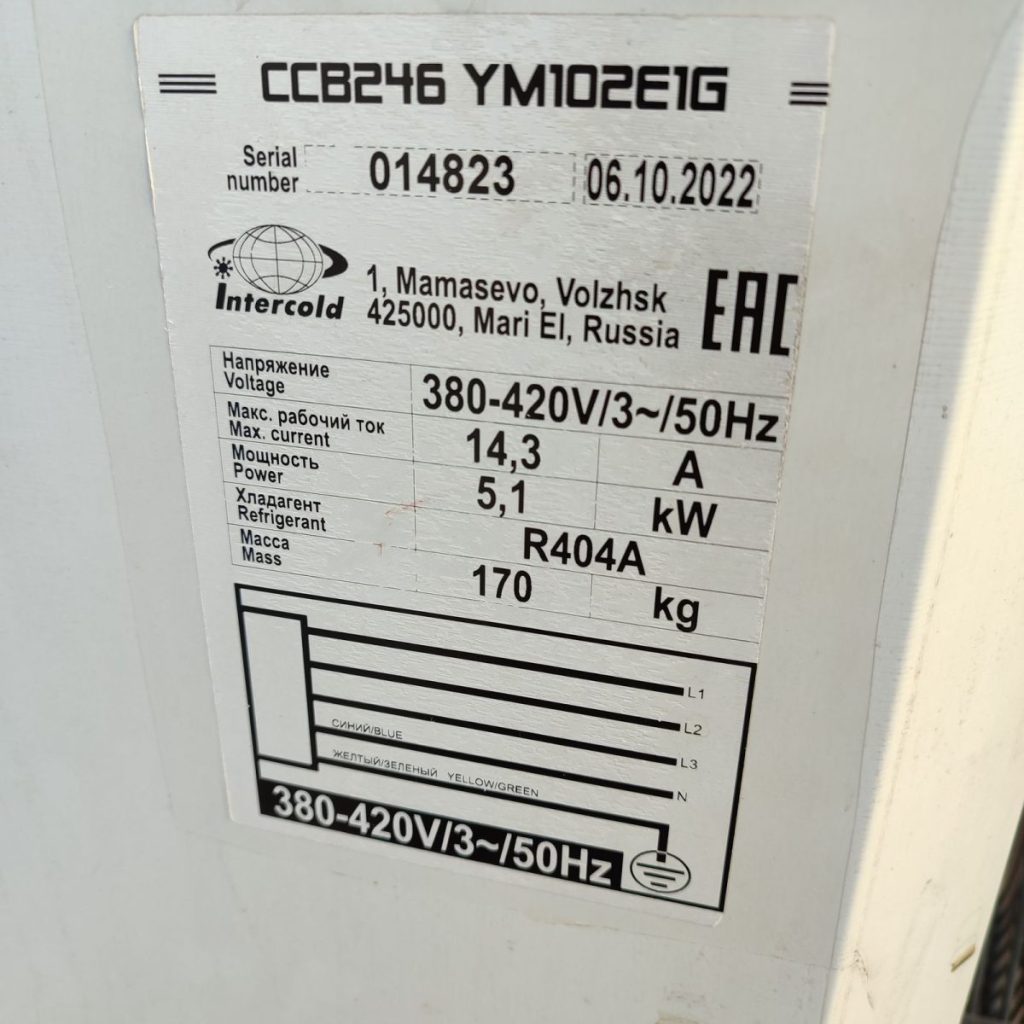 CCB246 YM102E1G
Serial number 014823 06.10.2022
Intercold
1, Mamasevo, Volzhsk
425000, Mari El, Russia
EAC
Напряжение
Voltage
380-420V/3~/50Hz
Макс. рабочий ток
Max. current
14,3 A
Мощность
Power
5,1 kW
Хладагент
Refrigerant
R404A
Масса
Mass
170 kg
L1
L2
L3
СИНИЙ/BLUE
N
ЖЕЛТЫЙ/ЗЕЛЕНЫЙ YELLOW/GREEN
380-420V/3~/50Hz